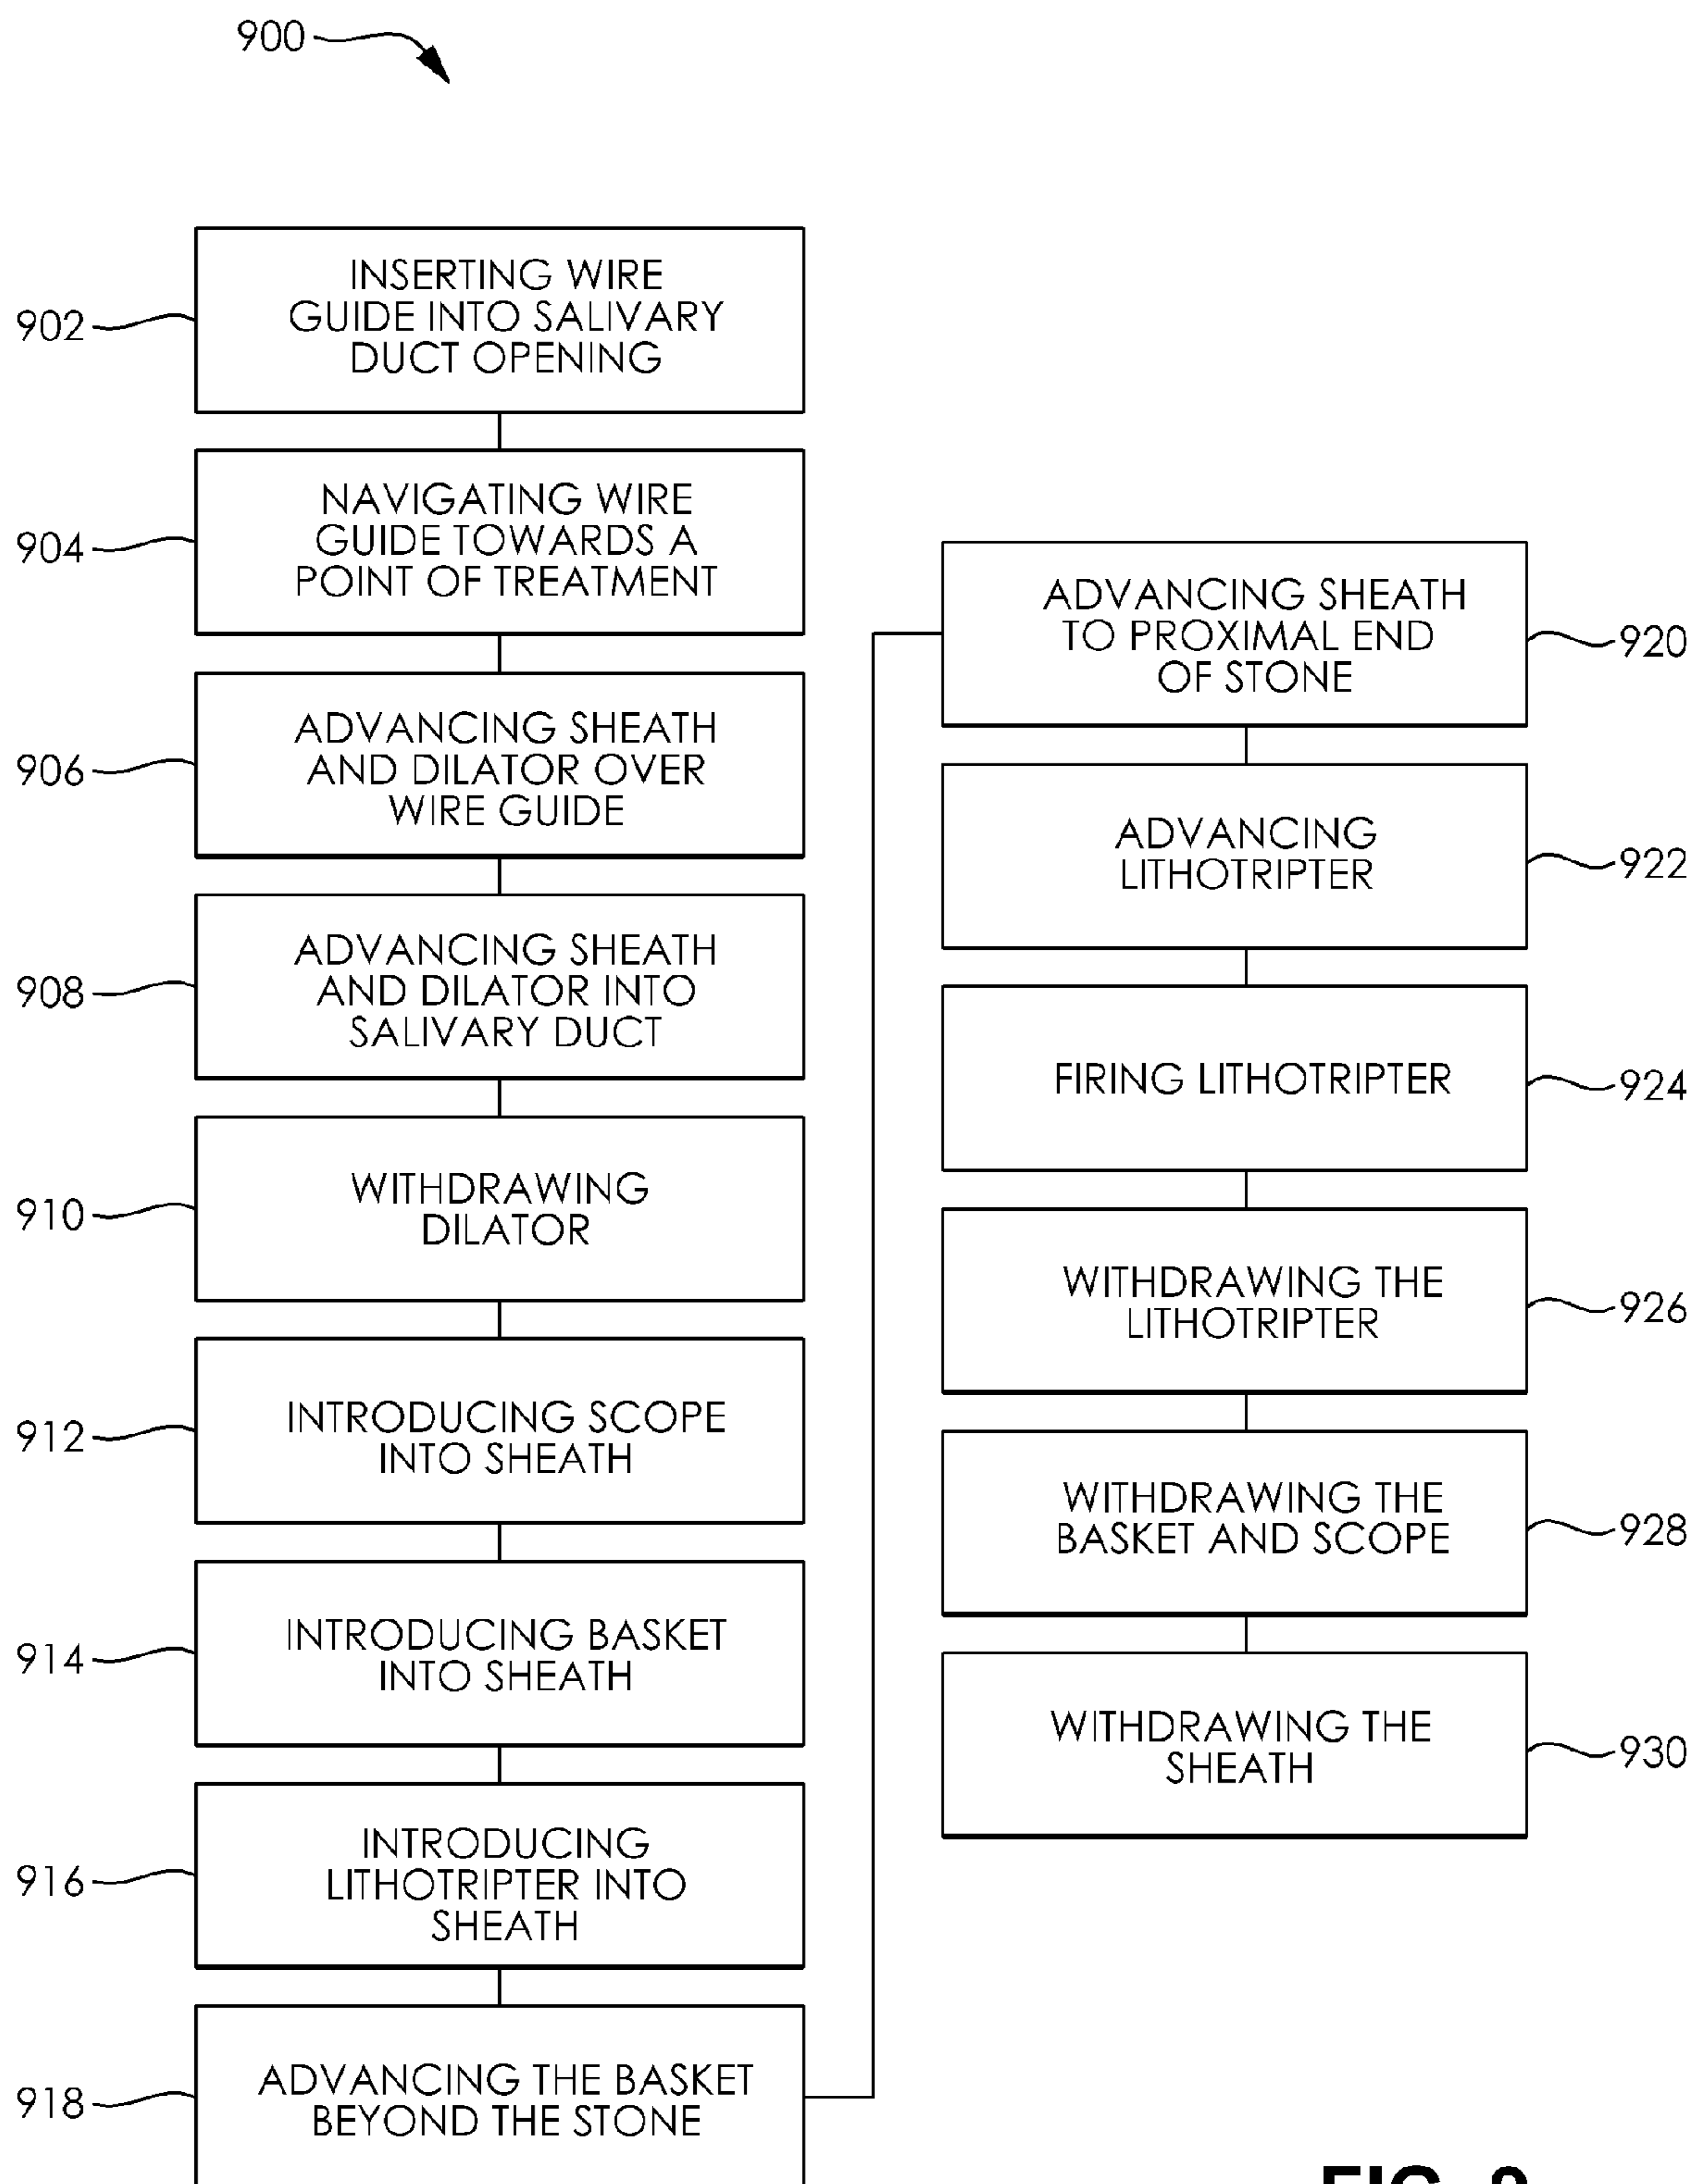 900
902
INSERTING WIRE
GUIDE INTO SALIVARY
DUCT OPENING
904
NAVIGATING WIRE
GUIDE TOWARDS A
POINT OF TREATMENT
906
ADVANCING SHEATH
AND DILATOR OVER
WIRE GUIDE
908
ADVANCING SHEATH
AND DILATOR INTO
SALIVARY DUCT
910
WITHDRAWING
DILATOR
912
INTRODUCING SCOPE
INTO SHEATH
914
INTRODUCING BASKET
INTO SHEATH
916
INTRODUCING
LITHOTRIPTER INTO
SHEATH
918
ADVANCING THE BASKET
BEYOND THE STONE
ADVANCING SHEATH
TO PROXIMAL END
OF STONE
920
ADVANCING
LITHOTRIPTER
922
FIRING LITHOTRIPTER
924
WITHDRAWING THE
LITHOTRIPTER
926
WITHDRAWING THE
BASKET AND SCOPE
928
WITHDRAWING THE
SHEATH
930
FIG.